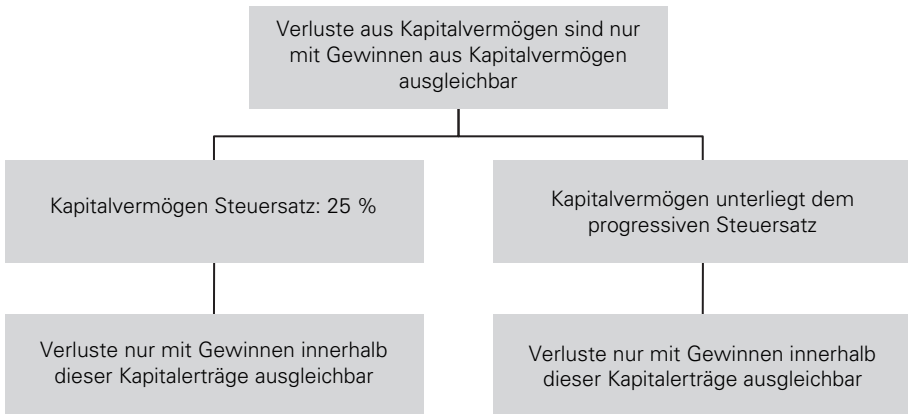 Verluste aus Kapitalvermögen sind nur
mit Gewinnen aus Kapitalvermögen
ausgleichbar
Kapitalvermögen Steuersatz: 25 %
Kapitalvermögen unterliegt dem
progressiven Steuersatz
Verluste nur mit Gewinnen innerhalb
dieser Kapitalerträge ausgleichbar
Verluste nur mit Gewinnen innerhalb
dieser Kapitalerträge ausgleichbar